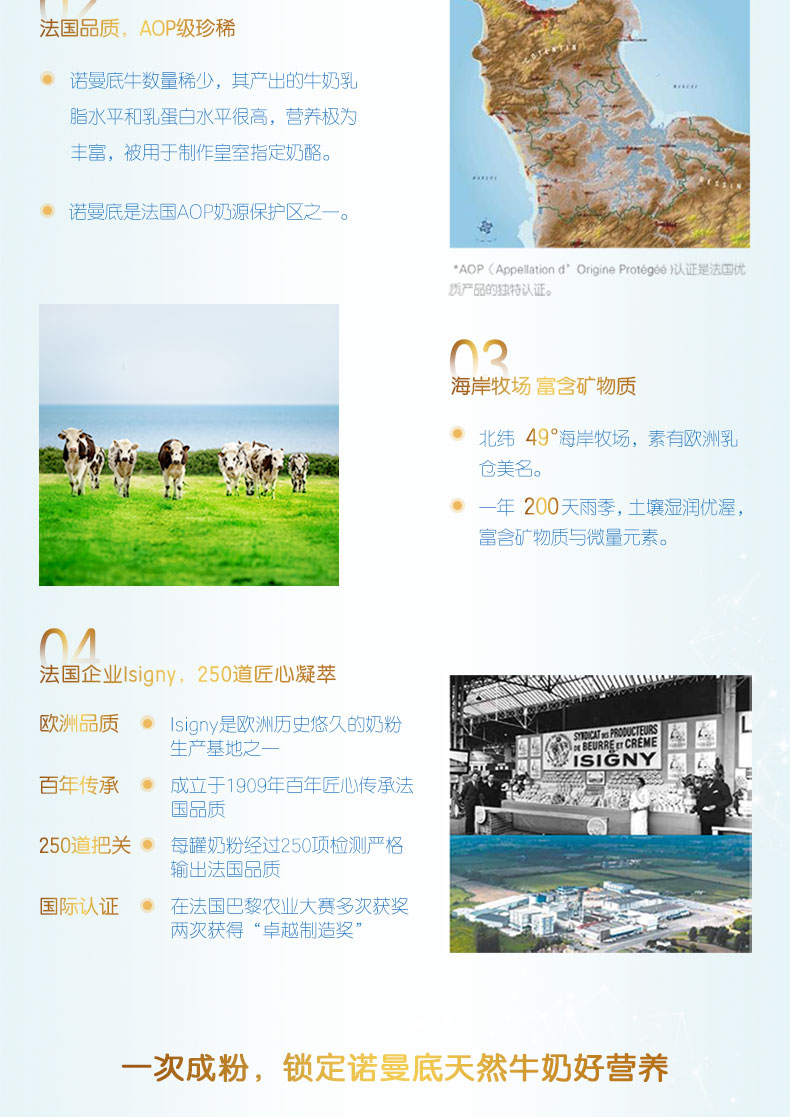 02
法国品质，AOP级珍稀
诺曼底牛数量稀少，其产出的牛奶乳
脂水平和乳蛋白水平很高，营养极为
丰富，被用于制作皇室指定奶酪。
诺曼底是法国AOP奶源保护区之一。
COTENTIN
MANCHE
MANCHE
BESSIN
*AOP（Appellation d’Origine Protégéé )认证是法国优
质产品的独特认证。
03
海岸牧场 富含矿物质
北纬 49°海岸牧场，素有欧洲乳
仓美名。
一年 200天雨季，土壤湿润优渥，
富含矿物质与微量元素。
04
法国企业Isigny，250道匠心凝萃
欧洲品质
Isigny是欧洲历史悠久的奶粉
生产基地之一
百年传承
成立于1909年百年匠心传承法
国品质
250道把关
每罐奶粉经过250项检测严格
输出法国品质
国际认证
在法国巴黎农业大赛多次获奖
两次获得“卓越制造奖”
SYNDICAT DES PRODUCTEURS
DE BEURRE ET CRÈME
ISIGNY
一次成粉，锁定诺曼底天然牛奶好营养